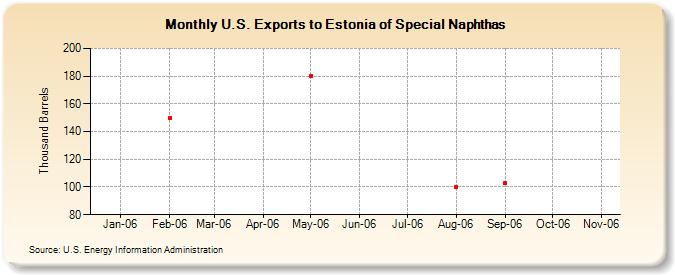 Monthly U.S. Exports to Estonia of Special Naphthas
Thousand Barrels
200
180
160
140
120
100
80
Jan-06 Feb-06 Mar-06 Apr-06 May-06 Jun-06 Jul-06 Aug-06 Sep-06 Oct-06 Nov-06
Source: U.S. Energy Information Administration